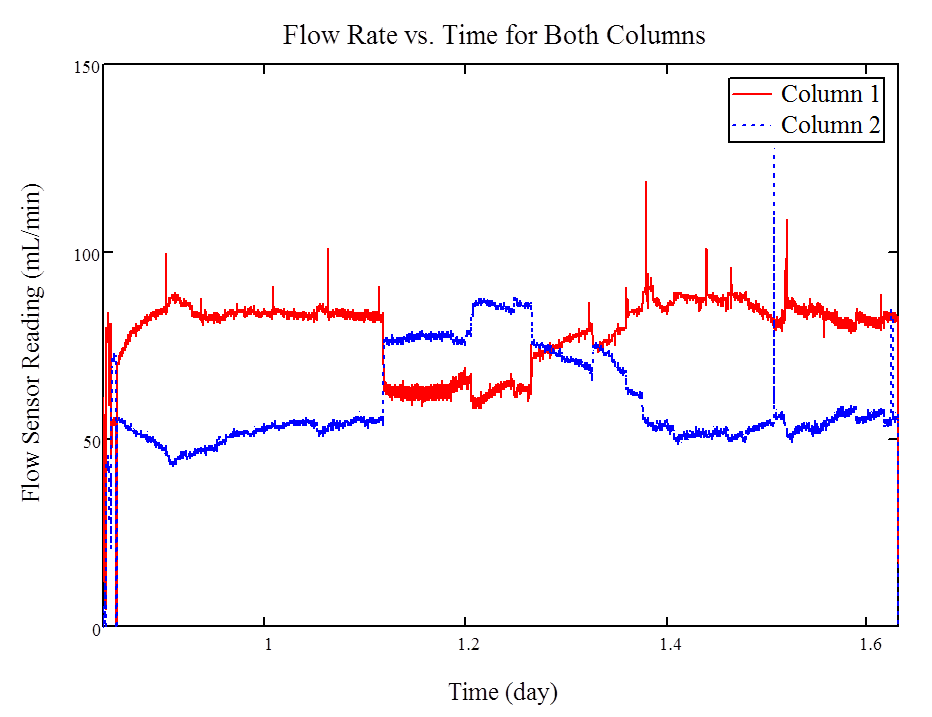 Flow Rate vs. Time for Both Columns
150
Column 1
Column 2
100
Flow Sensor Reading (mL/min)
50
0
1
1.2
1.4
1.6
Time (day)